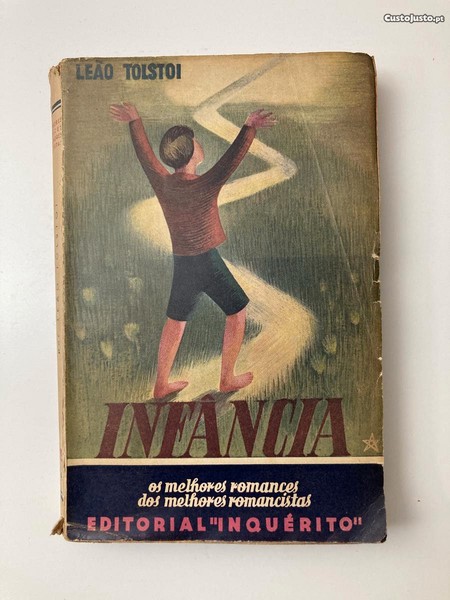 CustoJusto.pt
LEÃO TOLSTOI
INFÂNCIA
os melhores romances
dos melhores romancistas
EDITORIAL "INQUÉRITO"